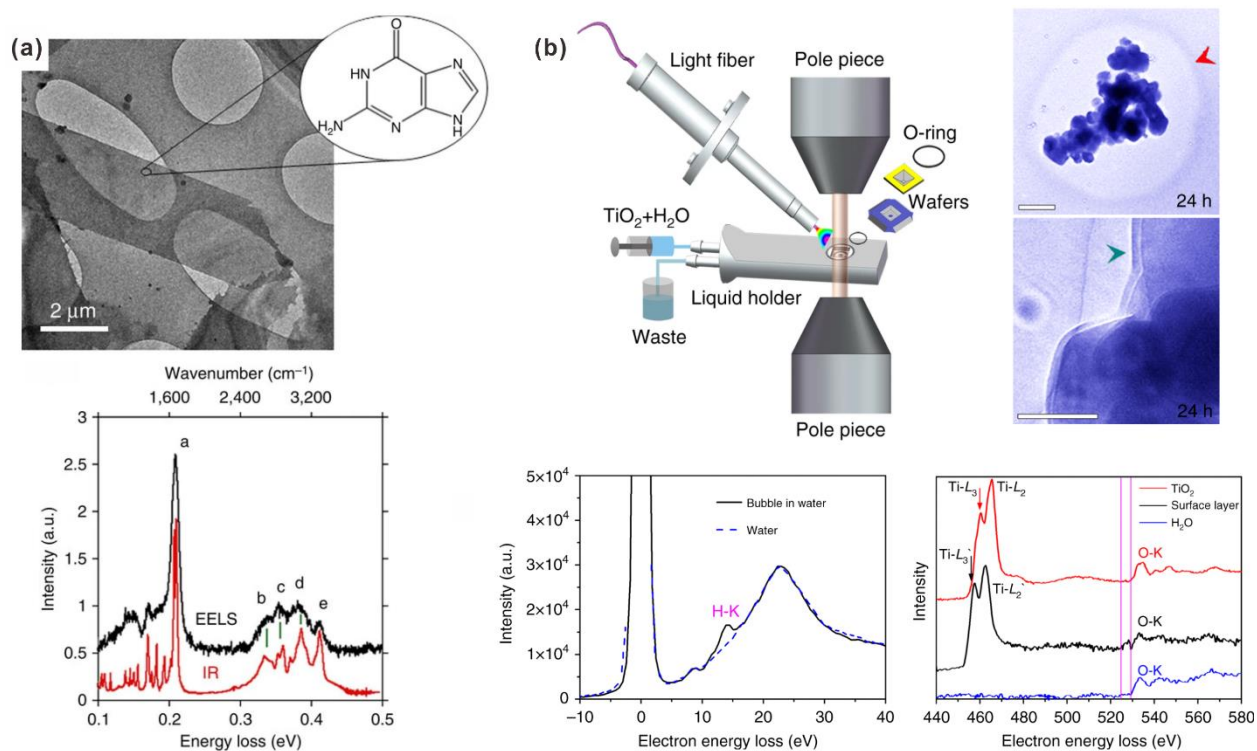 (a)
O
HN
N
H₂N
N
N
H
2 μm
Wavenumber (cm⁻¹)
1,600 2,400 3,200
3
2.5
2
1.5
1
0.5
0
Intensity (a.u.)
a
b
c
d
e
EELS
IR
0.1 0.2 0.3 0.4 0.5
Energy loss (eV)
(b)
Light fiber
Pole piece
O-ring
Wafers
TiO₂+H₂O
Liquid holder
Waste
Pole piece
24 h
24 h
5×10⁴
4×10⁴
3×10⁴
2×10⁴
1×10⁴
0
Intensity (a.u.)
Bubble in water
Water
H-K
−10 0 10 20 30 40
Electron energy loss (eV)
Intensity
Ti-L₃
Ti-L₂
TiO₂
Surface layer
H₂O
O-K
Ti-L₃`
Ti-L₂`
O-K
O-K
440 460 480 500 520 540 560 580
Electron energy loss (eV)